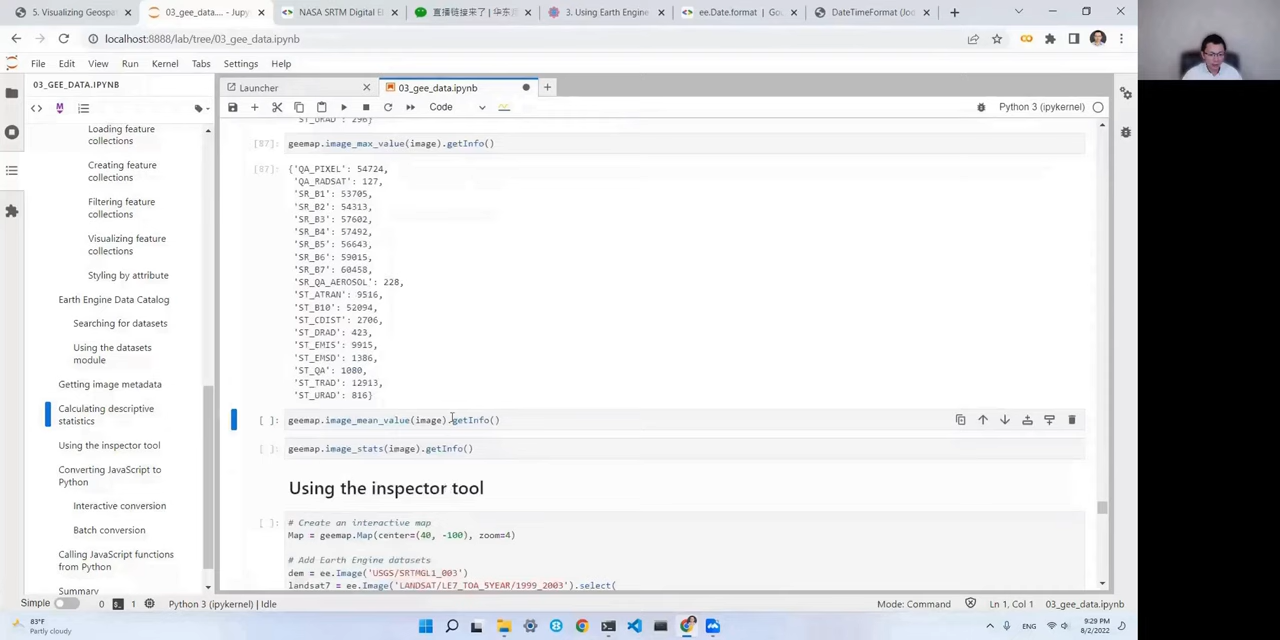 5. Visualizing Geospat
03_gee_data.... - Jupy
NASA SRTM Digital E
直播链接来了 | 华东
3. Using Earth Engine
ee.Date.format | Go
DateTimeFormat (Joo
localhost:8888/lab/tree/03_gee_data.ipynb
File Edit View Run Kernel Tabs Settings Help
03_GEE_DATA.IPYNB
Launcher
03_gee_data.ipynb
Code
Python 3 (ipykernel)
Loading feature
collections
Creating feature
collections
Filtering feature
collections
Visualizing feature
collections
Styling by attribute
Earth Engine Data Catalog
Searching for datasets
Using the datasets
module
Getting image metadata
Calculating descriptive
statistics
Using the inspector tool
Converting JavaScript to
Python
Interactive conversion
Batch conversion
Calling JavaScript functions
from Python
Summary
'ST_URAD': 296}
[87]: geemap.image_max_value(image).getInfo()
[87]: {'QA_PIXEL': 54724,
'QA_RADSAT': 127,
'SR_B1': 53705,
'SR_B2': 54313,
'SR_B3': 57602,
'SR_B4': 57492,
'SR_B5': 56643,
'SR_B6': 59015,
'SR_B7': 60458,
'SR_QA_AEROSOL': 228,
'ST_ATRAN': 9516,
'ST_B10': 52094,
'ST_CDIST': 2706,
'ST_DRAD': 423,
'ST_EMIS': 9915,
'ST_EMSD': 1386,
'ST_QA': 1080,
'ST_TRAD': 12913,
'ST_URAD': 816}
[ ]: geemap.image_mean_value(image).getInfo()
[ ]: geemap.image_stats(image).getInfo()
Using the inspector tool
[ ]: # Create an interactive map
Map = geemap.Map(center=(40, -100), zoom=4)
# Add Earth Engine datasets
dem = ee.Image('USGS/SRTMGL1_003')
landsat7 = ee.Image('LANDSAT/LE7_TOA_5YEAR/1999_2003').select(
Simple 0 1 Python 3 (ipykernel) | Idle
Mode: Command Ln 1, Col 1 03_gee_data.ipynb
83°F
Partly cloudy
ENG
9:29 PM
8/2/2022